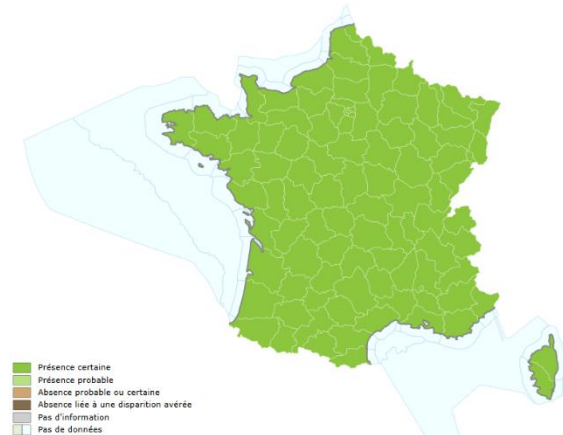 Présence certaine
Présence probable
Absence probable ou certaine
Absence liée à une disparition avérée
Pas d'information
Pas de données